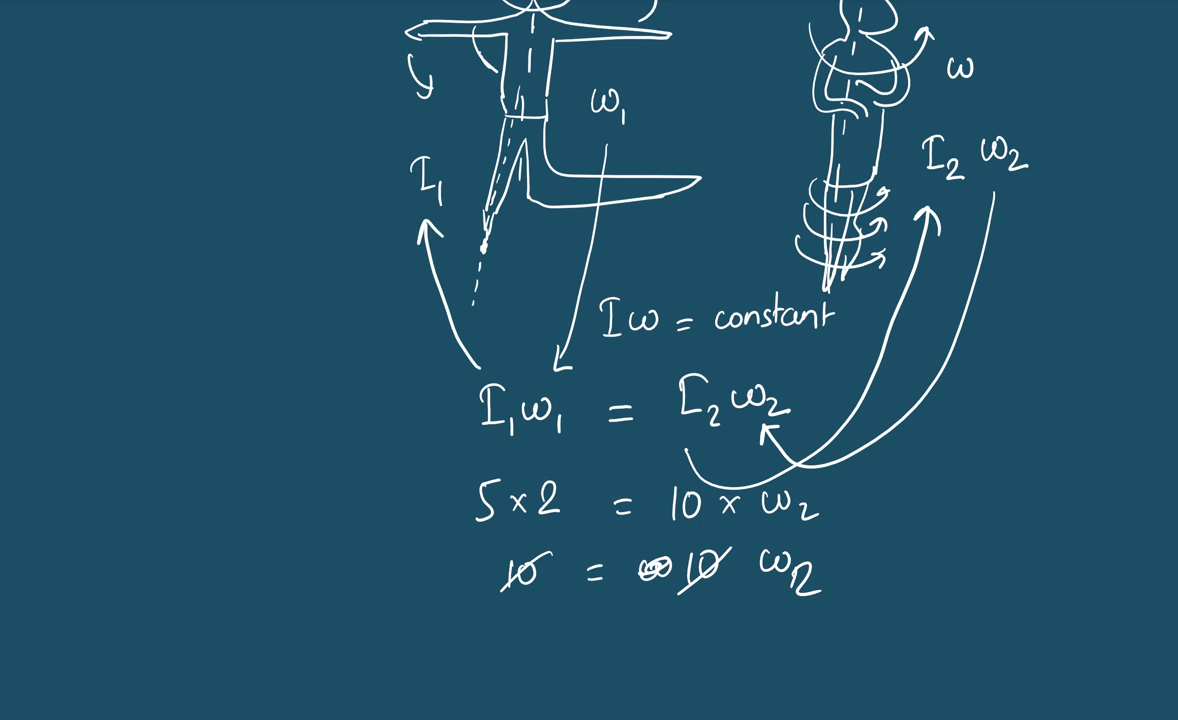 ω₁
ω
I₁
I₂ ω₂
Iω = constant
I₁ω₁ = I₂ω₂
5 × 2 = 10 × ω₂
10 = 10 ω₂